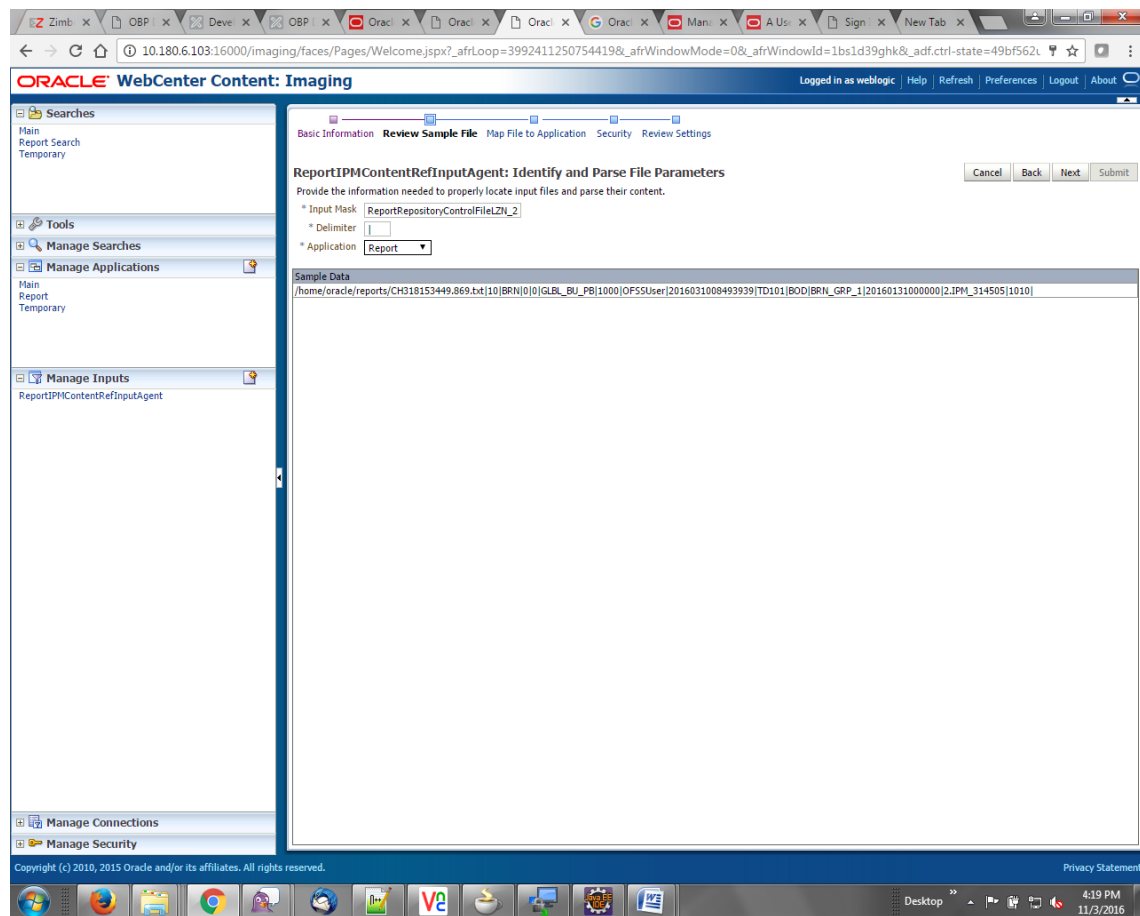 Zimb
OBP
Deve
OBP
Oracl
Oracl
Oracl
Oracl
Mana
A Use
Sign
New Tab
10.180.6.103:16000/imaging/faces/Pages/Welcome.jspx?_afrLoop=3992411250754419&_afrWindowMode=0&_afrWindowId=1bs1d39ghk&_adf.ctrl-state=49bf562
ORACLE WebCenter Content: Imaging
Logged in as weblogic Help Refresh Preferences Logout About
Searches
Main
Report Search
Temporary
Tools
Manage Searches
Manage Applications
Main
Report
Temporary
Manage Inputs
ReportIPMContentRefInputAgent
Manage Connections
Manage Security
Basic Information Review Sample File Map File to Application Security Review Settings
ReportIPMContentRefInputAgent: Identify and Parse File Parameters
Cancel Back Next Submit
Provide the information needed to properly locate input files and parse their content.
* Input Mask ReportRepositoryControlFileLZN_2
* Delimiter |
* Application Report
Sample Data
/home/oracle/reports/CH318153449.869.txt|10|BRN|0|0|GLBL_BU_PB|1000|OFSSUser|2016031008493939|TD101|BOD|BRN_GRP_1|20160131000000|2.IPM_314505|1010|
Copyright (c) 2010, 2015 Oracle and/or its affiliates. All rights reserved.
Privacy Statement
Desktop
4:19 PM
11/3/2016